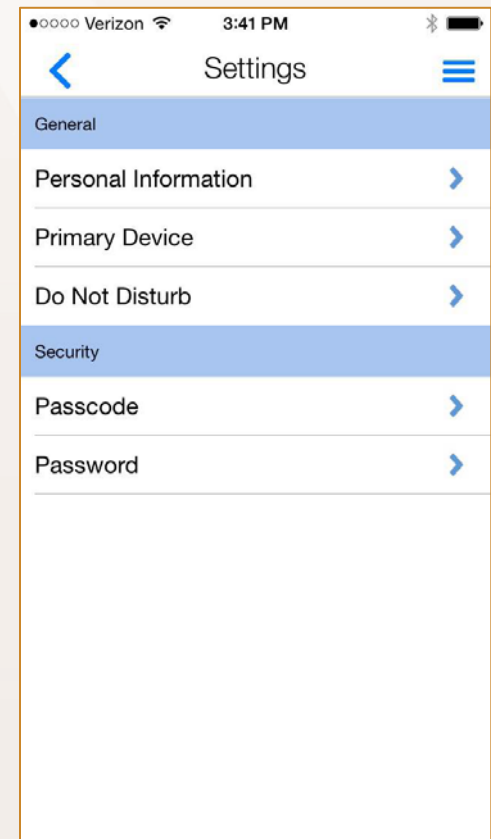 Verizon 3:41 PM
Settings
General
Personal Information
Primary Device
Do Not Disturb
Security
Passcode
Password